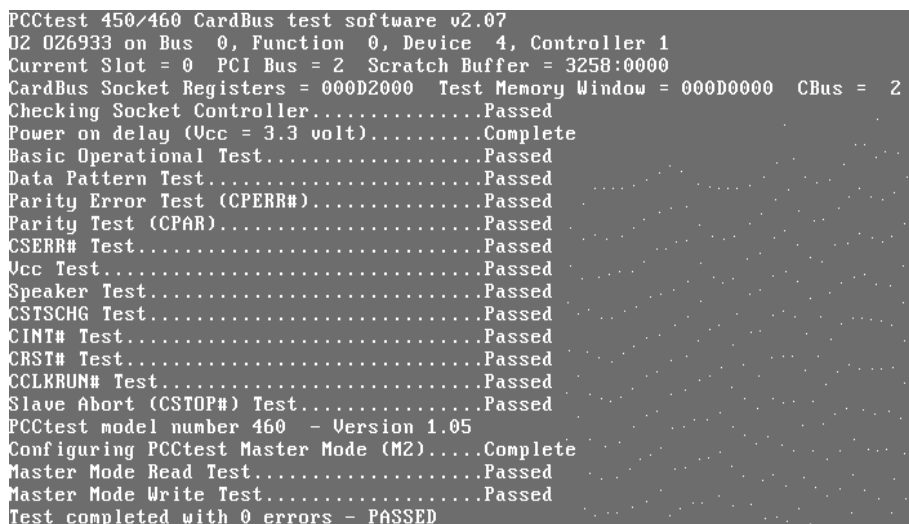 PCCtest 450/460 CardBus test software v2.07
O2 OZ6933 on Bus  0, Function  0, Device  4, Controller 1
Current Slot = 0  PCI Bus = 2  Scratch Buffer = 3258:0000
CardBus Socket Registers = 000D2000  Test Memory Window = 000D0000  CBus =  2
Checking Socket Controller...............Passed
Power on delay (Vcc = 3.3 volt)..........Complete
Basic Operational Test...................Passed
Data Pattern Test........................Passed
Parity Error Test (CPERR#)...............Passed
Parity Test (CPAR).......................Passed
CSERR# Test..............................Passed
Vcc Test.................................Passed
Speaker Test.............................Passed
CSTSCHG Test.............................Passed
CINT# Test...............................Passed
CRST# Test...............................Passed
CCLKRUN# Test............................Passed
Slave Abort (CSTOP#) Test................Passed
PCCtest model number 460  - Version 1.05
Configuring PCCtest Master Mode (M2).....Complete
Master Mode Read Test....................Passed
Master Mode Write Test...................Passed
Test completed with 0 errors - PASSED